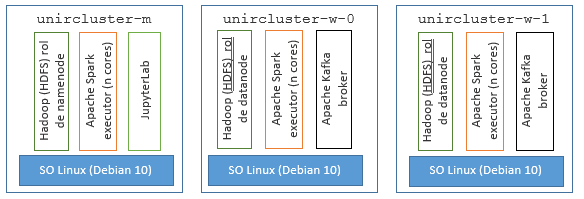 unircluster-m
Hadoop (HDFS) rol
de namenode
Apache Spark
executor (n cores)
JupyterLab
SO Linux (Debian 10)
unircluster-w-0
Hadoop (HDFS) rol
de datanode
Apache Spark
executor (n cores)
Apache Kafka
broker
SO Linux (Debian 10)
unircluster-w-1
Hadoop (HDFS) rol
de datanode
Apache Spark
executor (n cores)
Apache Kafka
broker
SO Linux (Debian 10)